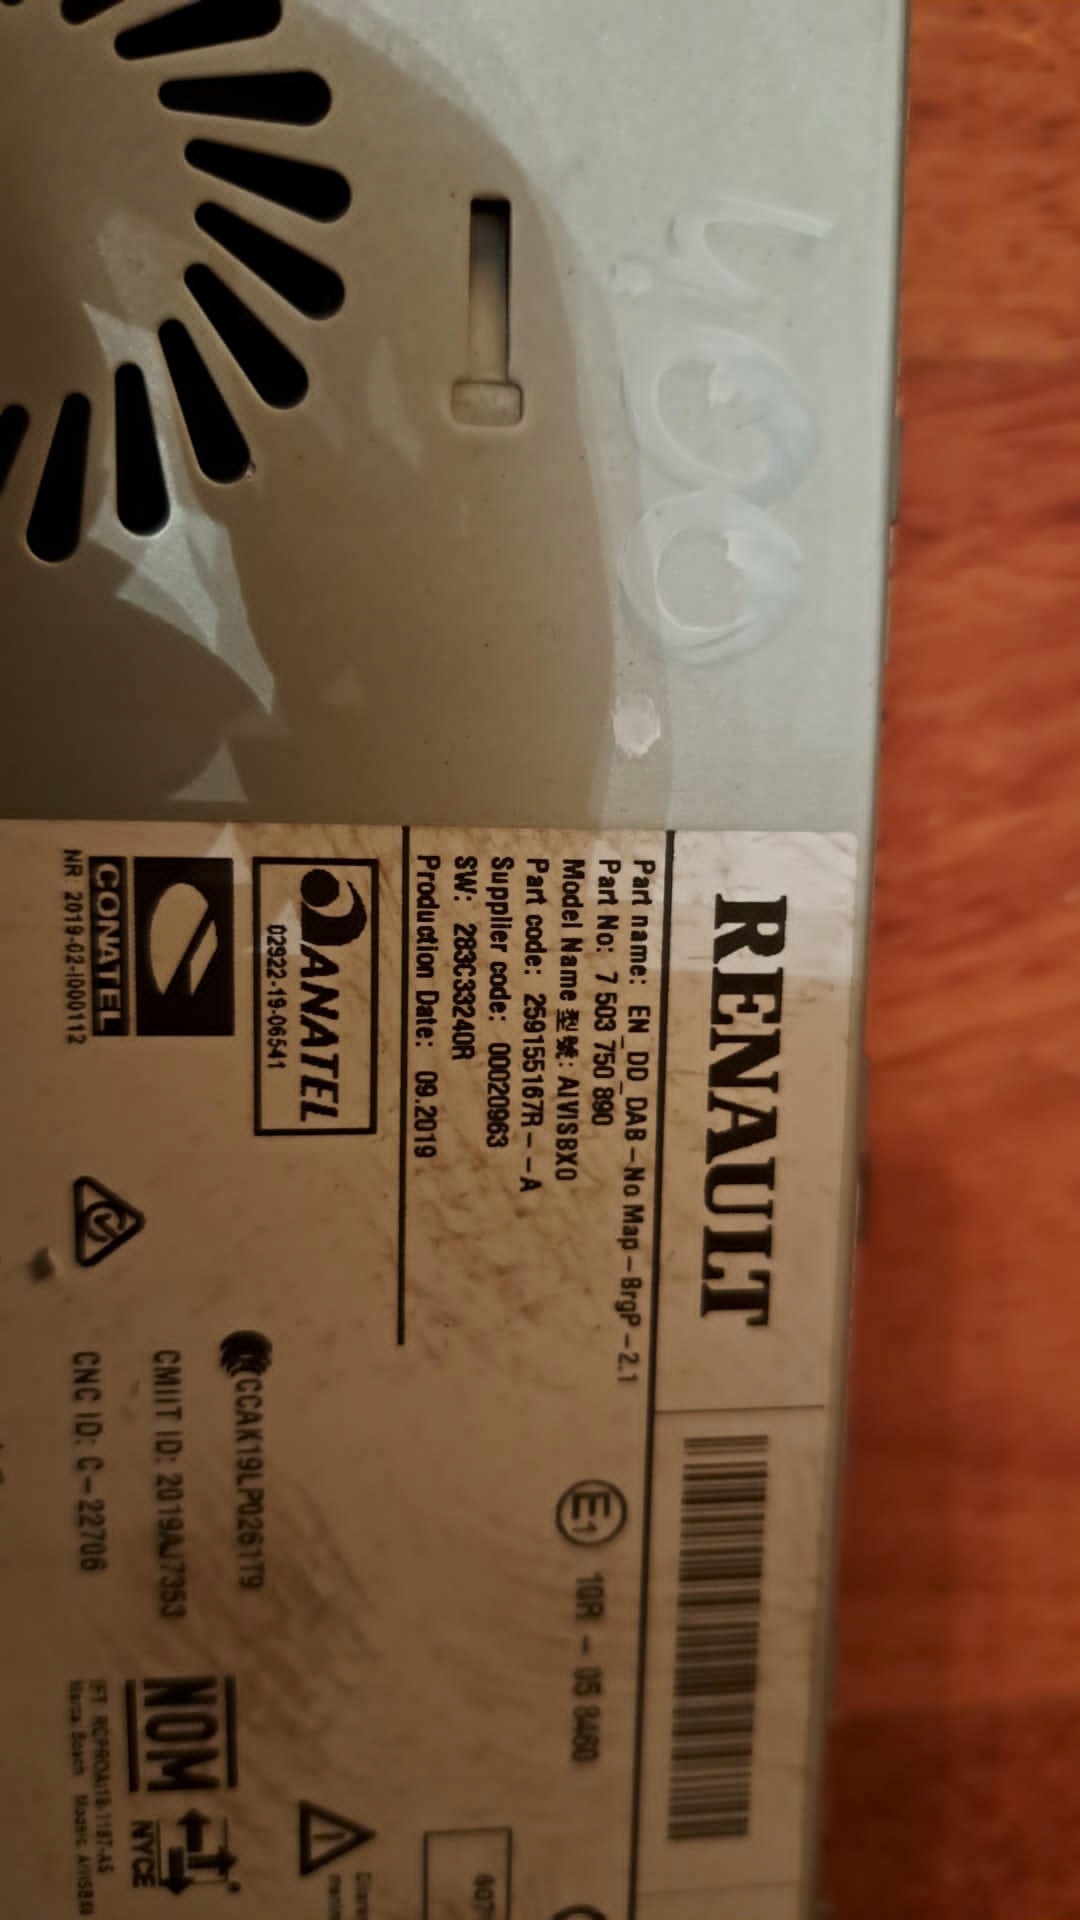 RENAULT
Part name: EN_DD_DAB-No Map-BrgP-2.1
Part No: 7 503 750 890
Model Name 型號: AIVISBX0
Part code: 259155167R--A
Supplier code: 00020963
SW: 283C33240R
Production Date: 09.2019
E1 10R - 05 8460
ANATEL
02922-19-06541
CCAK19LP0261T9
CONATEL
NR 2019-02-I000112
CMIIT ID: 2019AJ7353
CNC ID: C-22706
NOM
NYCE